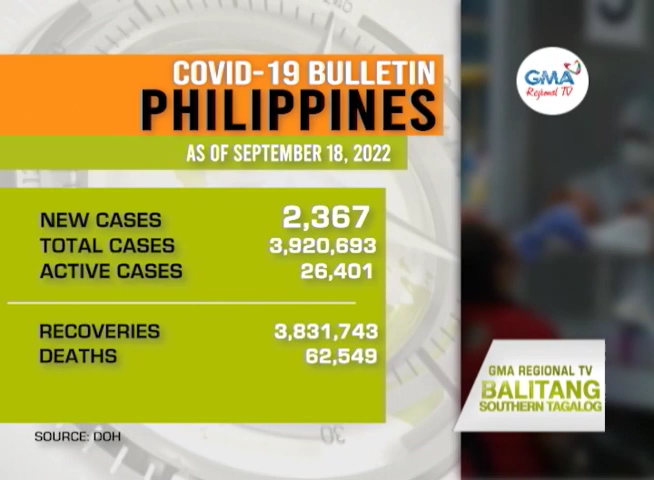 COVID-19 BULLETIN
PHILIPPINES
AS OF SEPTEMBER 18, 2022
GMA
Regional TV
NEW CASES 2,367
TOTAL CASES 3,920,693
ACTIVE CASES 26,401
RECOVERIES 3,831,743
DEATHS 62,549
GMA REGIONAL TV
BALITANG
SOUTHERN TAGALOG
SOURCE: DOH
30